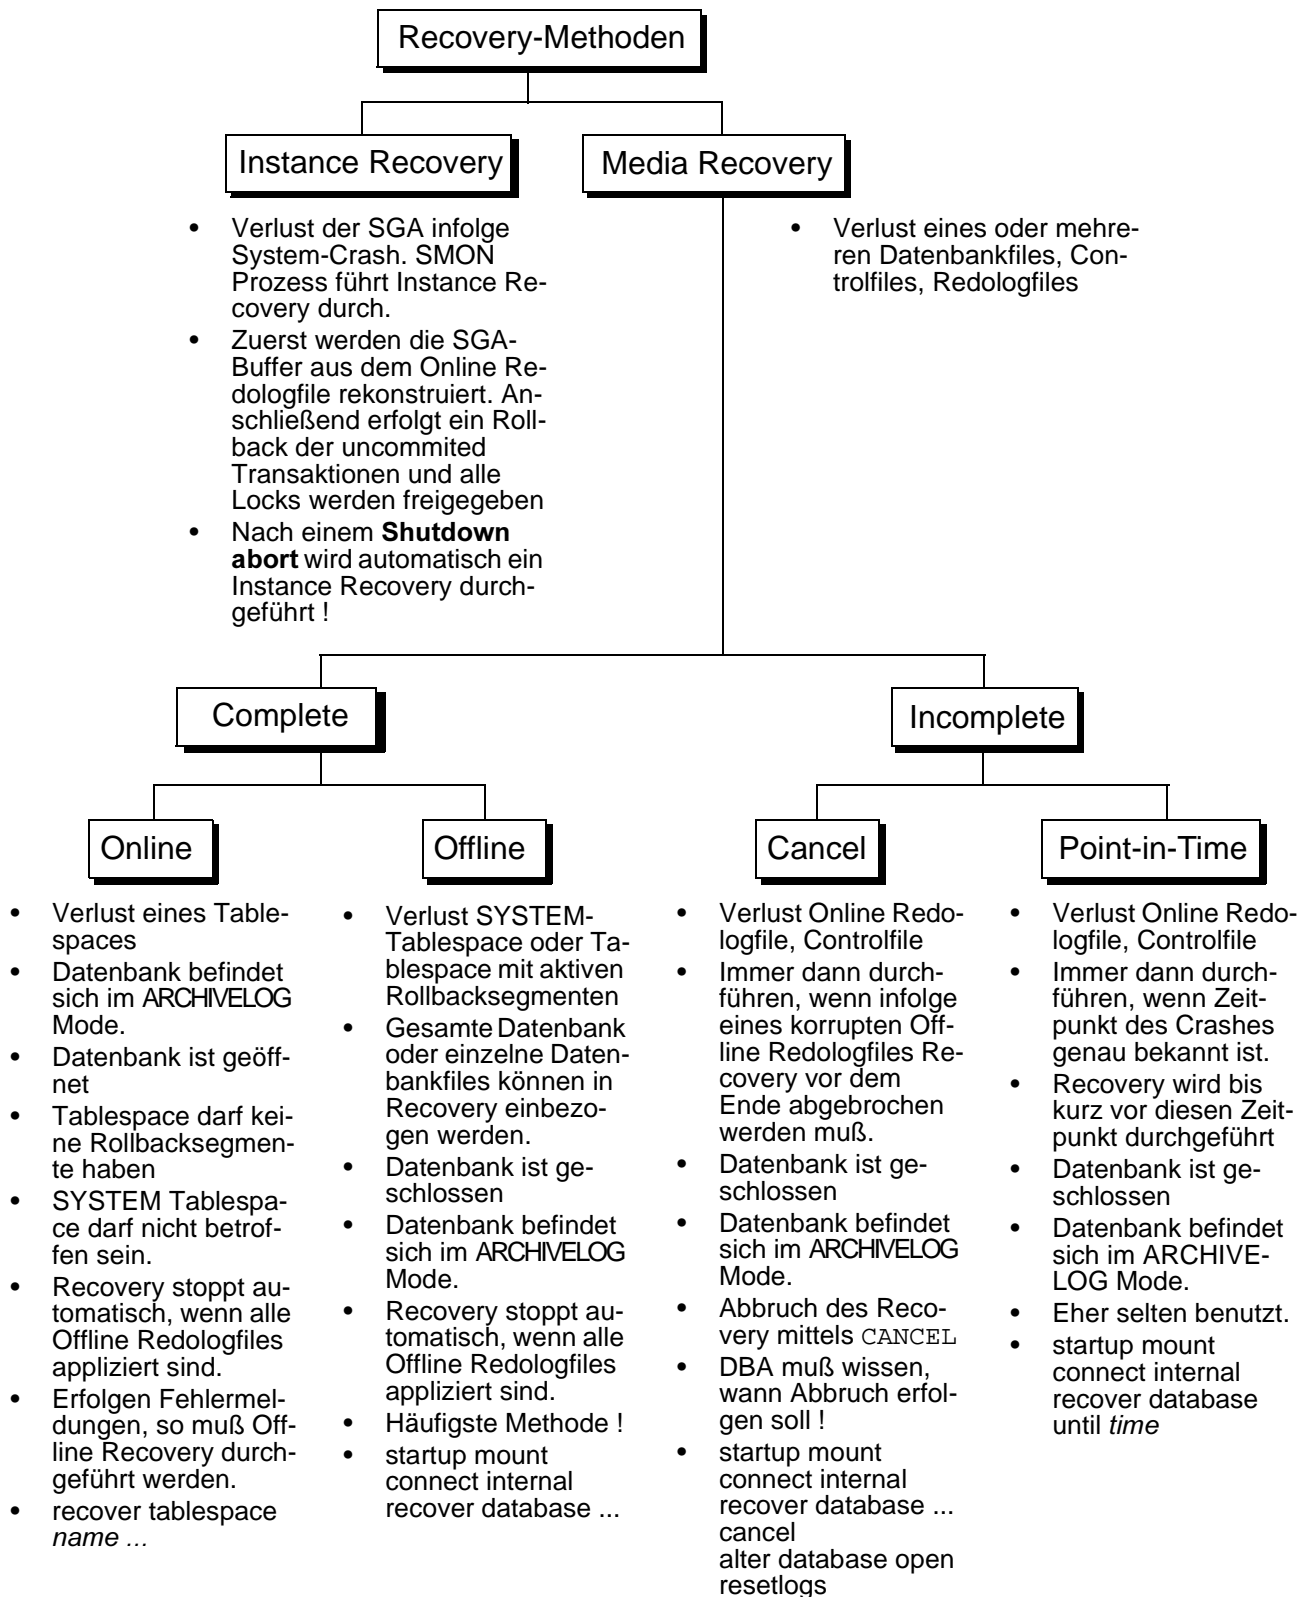 Recovery-Methoden
Instance Recovery
Media Recovery
• Verlust der SGA infolge
System-Crash. SMON
Prozess führt Instance Re-
covery durch.
• Zuerst werden die SGA-
Buffer aus dem Online Re-
dologfile rekonstruiert. An-
schließend erfolgt ein Roll-
back der uncommited
Transaktionen und alle
Locks werden freigegeben
• Nach einem Shutdown
abort wird automatisch ein
Instance Recovery durch-
geführt !
• Verlust eines oder mehre-
ren Datenbankfiles, Con-
trolfiles, Redologfiles
Complete
Incomplete
Online
Offline
Cancel
Point-in-Time
• Verlust eines Table-
spaces
• Datenbank befindet
sich im ARCHIVELOG
Mode.
• Datenbank ist geöff-
net
• Tablespace darf kei-
ne Rollbacksegmen-
te haben
• SYSTEM Tablespa-
ce darf nicht betrof-
fen sein.
• Recovery stoppt au-
tomatisch, wenn alle
Offline Redologfiles
appliziert sind.
• Erfolgen Fehlermel-
dungen, so muß Off-
line Recovery durch-
geführt werden.
• recover tablespace
name ...
• Verlust SYSTEM-
Tablespace oder Ta-
blespace mit aktiven
Rollbacksegmenten
• Gesamte Datenbank
oder einzelne Daten-
bankfiles können in
Recovery einbezo-
gen werden.
• Datenbank ist ge-
schlossen
• Datenbank befindet
sich im ARCHIVELOG
Mode.
• Recovery stoppt au-
tomatisch, wenn alle
Offline Redologfiles
appliziert sind.
• Häufigste Methode !
• startup mount
connect internal
recover database ...
• Verlust Online Redo-
logfile, Controlfile
• Immer dann durch-
führen, wenn infolge
eines korrupten Off-
line Redologfiles Re-
covery vor dem
Ende abgebrochen
werden muß.
• Datenbank ist ge-
schlossen
• Datenbank befindet
sich im ARCHIVELOG
Mode.
• Abbruch des Reco-
very mittels CANCEL
• DBA muß wissen,
wann Abbruch erfol-
gen soll !
• startup mount
connect internal
recover database ...
cancel
alter database open
resetlogs
• Verlust Online Redo-
logfile, Controlfile
• Immer dann durch-
führen, wenn Zeit-
punkt des Crashes
genau bekannt ist.
• Recovery wird bis
kurz vor diesen Zeit-
punkt durchgeführt
• Datenbank ist ge-
schlossen
• Datenbank befindet
sich im ARCHIVE-
LOG Mode.
• Eher selten benutzt.
• startup mount
connect internal
recover database
until time